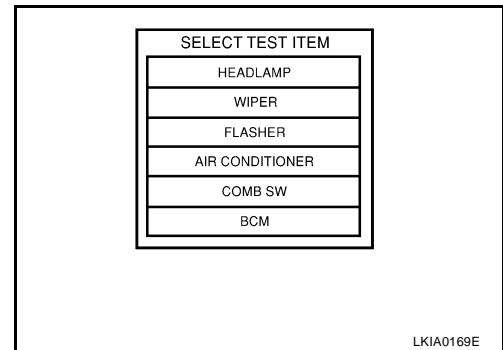 SELECT TEST ITEM
HEADLAMP
WIPER
FLASHER
AIR CONDITIONER
COMB SW
BCM
LKIA0169E